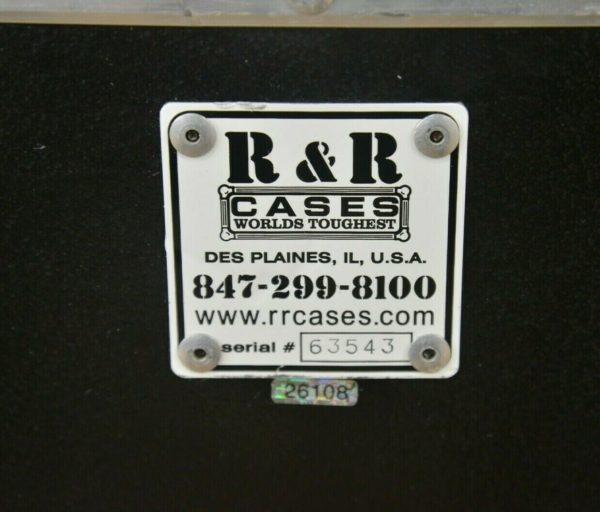 R & R
CASES
WORLDS TOUGHEST
DES PLAINES, IL, U.S.A.
847-299-8100
www.rrcases.com
serial # 63543
26108